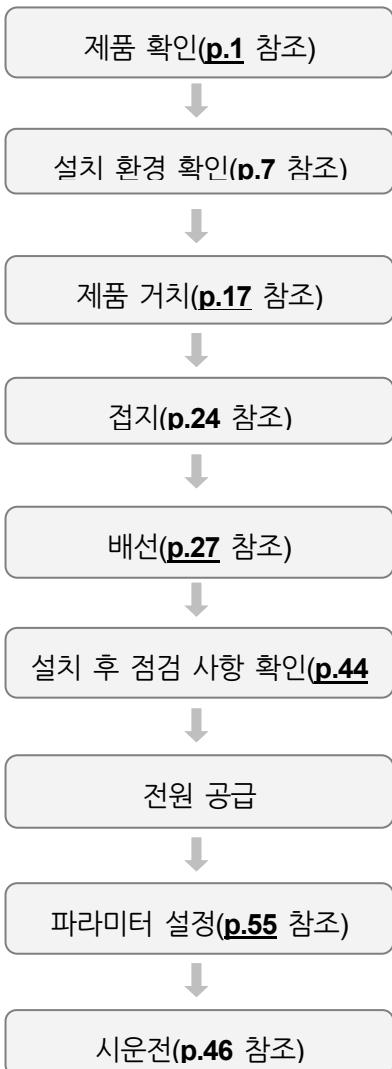 제품 확인(p.1 참조)
설치 환경 확인(p.7 참조)
제품 거치(p.17 참조)
접지(p.24 참조)
배선(p.27 참조)
설치 후 점검 사항 확인(p.44
전원 공급
파라미터 설정(p.55 참조)
시운전(p.46 참조)